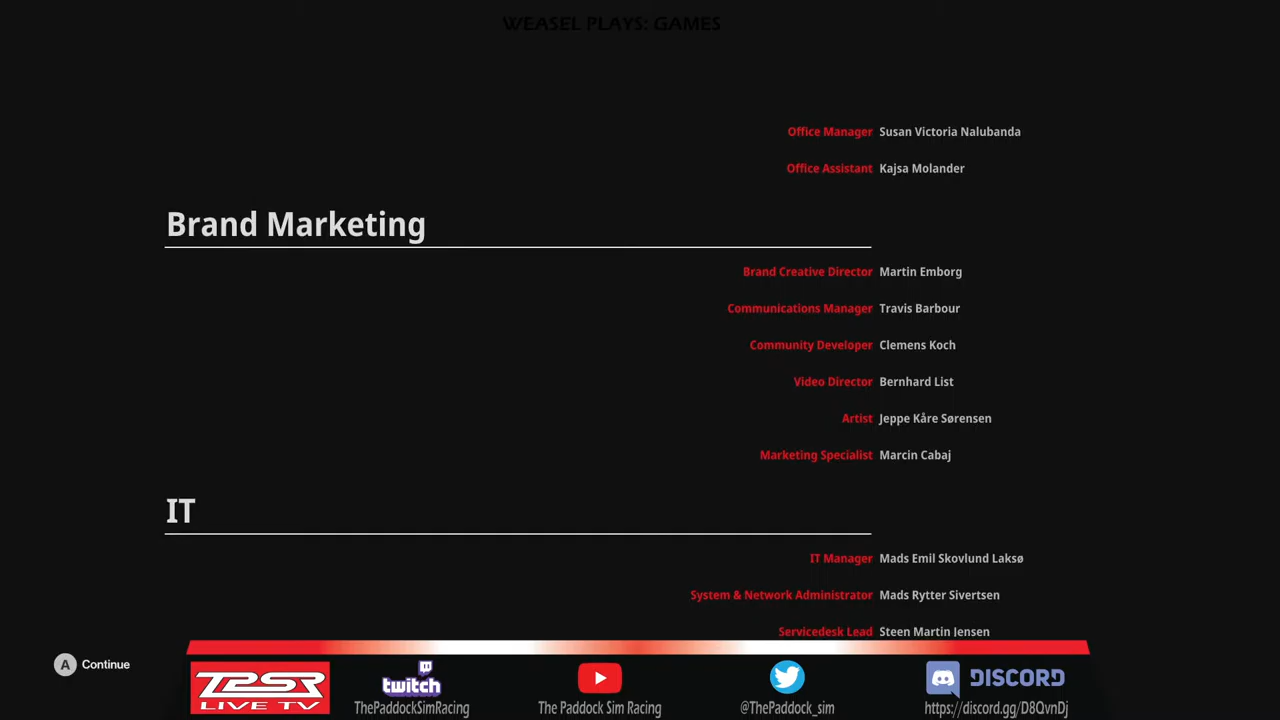 WEASEL PLAYS: GAMES
Office Manager Susan Victoria Nalubanda
Office Assistant Kajsa Molander
Brand Marketing
Brand Creative Director Martin Emborg
Communications Manager Travis Barbour
Community Developer Clemens Koch
Video Director Bernhard List
Artist Jeppe Kåre Sørensen
Marketing Specialist Marcin Cabaj
IT
IT Manager Mads Emil Skovlund Laksø
System & Network Administrator Mads Rytter Sivertsen
Servicedesk Lead Steen Martin Jensen
A Continue
TPSR
LIVE TV
twitch
ThePaddockSimRacing
The Paddock Sim Racing
@ThePaddock_sim
DISCORD
https://discord.gg/D8QvnDj